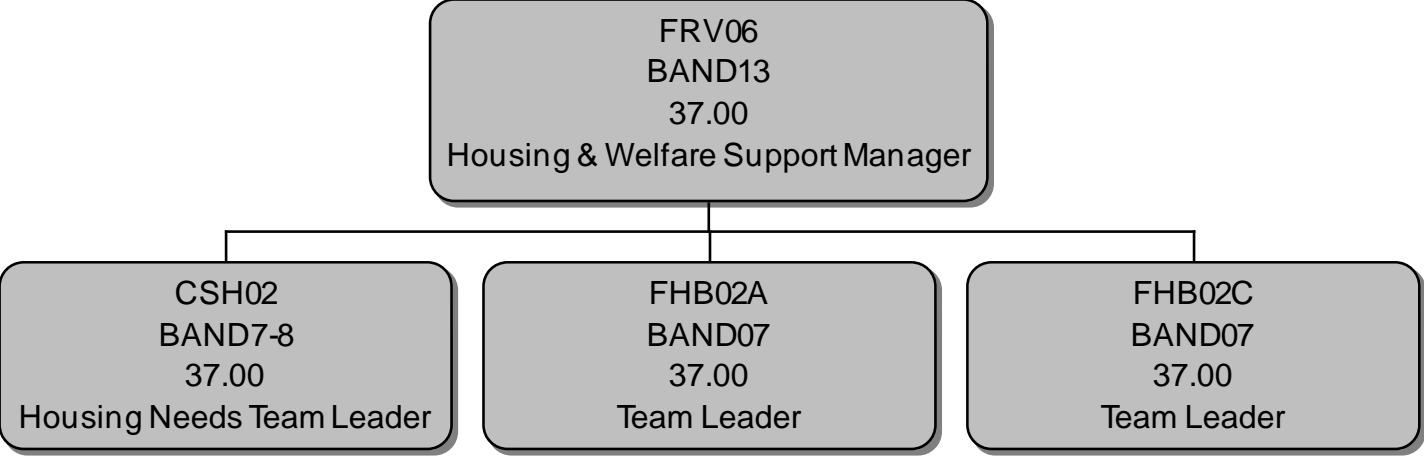 FRV06
BAND13
37.00
Housing & Welfare Support Manager
CSH02
BAND7-8
37.00
Housing Needs Team Leader
FHB02A
BAND07
37.00
Team Leader
FHB02C
BAND07
37.00
Team Leader